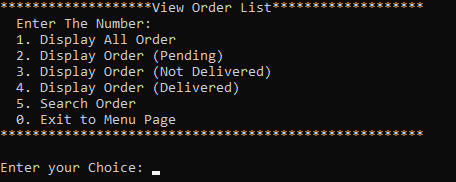 *******************View Order List*******************
Enter The Number:
1. Display All Order
2. Display Order (Pending)
3. Display Order (Not Delivered)
4. Display Order (Delivered)
5. Search Order
0. Exit to Menu Page
*****************************************************
Enter your Choice: _